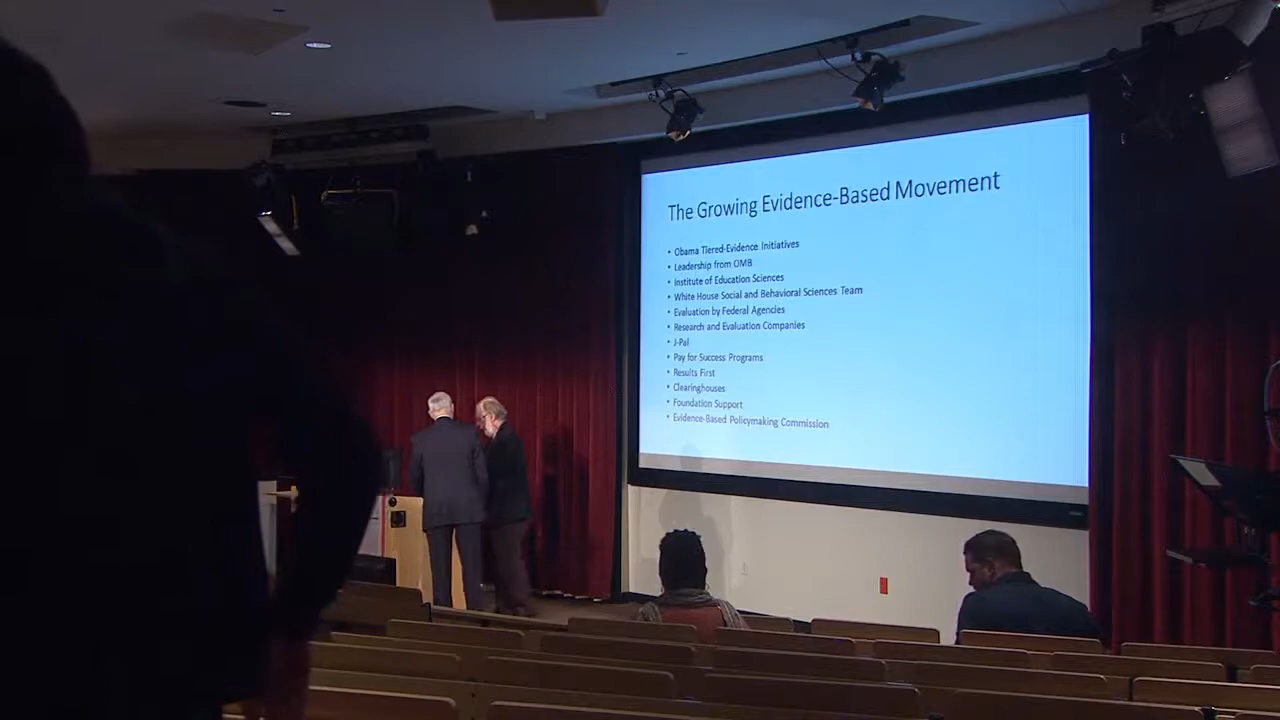 The Growing Evidence-Based Movement
• Obama Tiered-Evidence Initiatives
• Leadership from OMB
• Institute of Education Sciences
• White House Social and Behavioral Sciences Team
• Evaluation by Federal Agencies
• Research and Evaluation Companies
• J-Pal
• Pay for Success Programs
• Results First
• Clearinghouses
• Foundation Support
• Evidence-Based Policymaking Commission